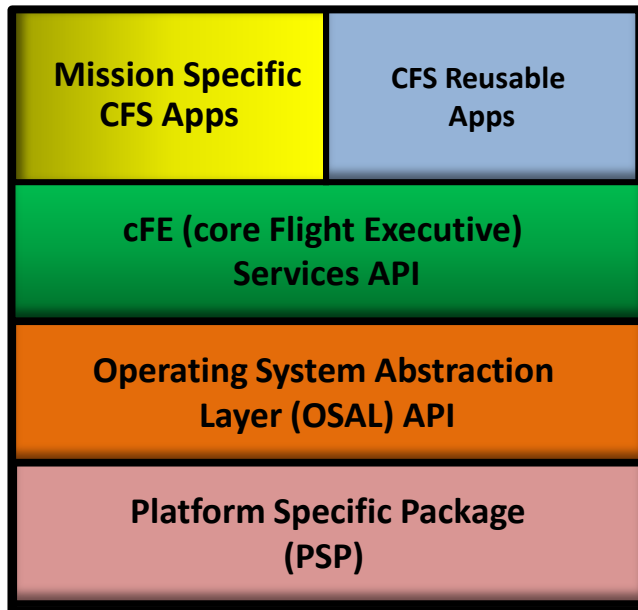 Mission Specific
CFS Apps
CFS Reusable
Apps
cFE (core Flight Executive)
Services API
Operating System Abstraction
Layer (OSAL) API
Platform Specific Package
(PSP)